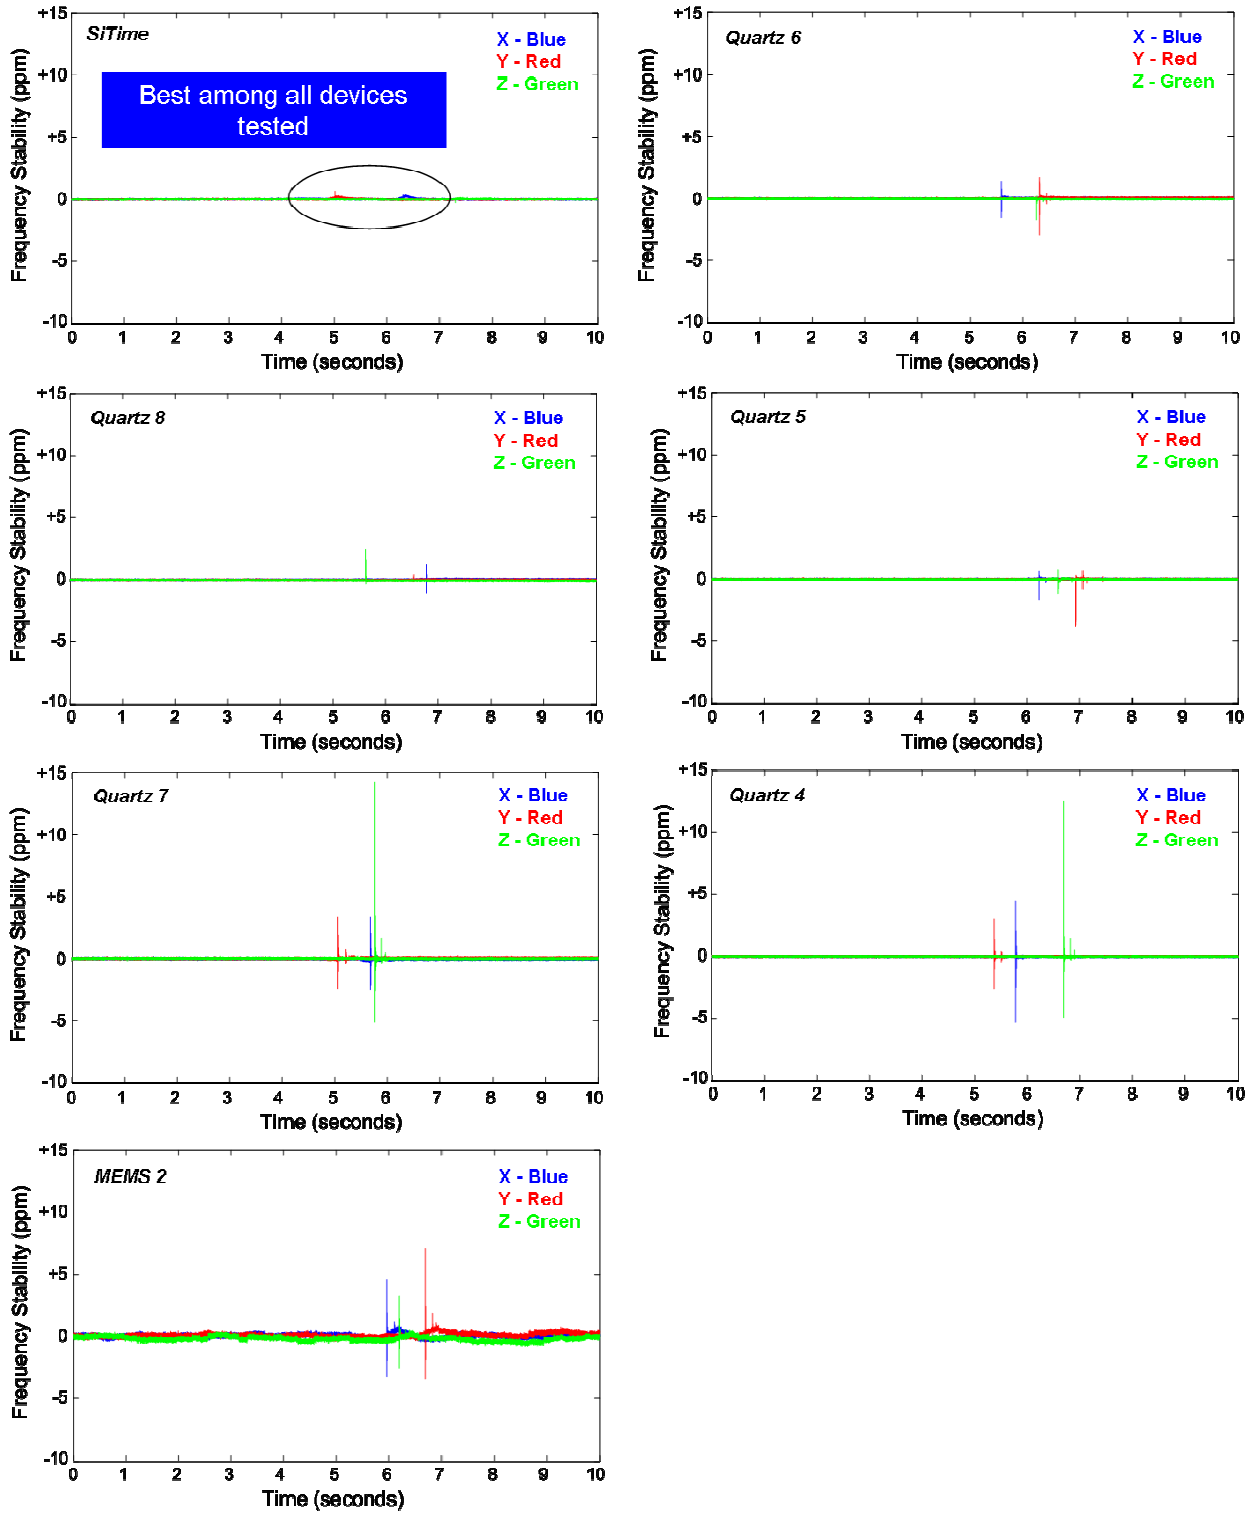 SiTime
X - Blue
Y - Red
Z - Green
Best among all devices
tested
Frequency Stability (ppm)
+15
+10
+5
0
-5
-10
0 1 2 3 4 5 6 7 8 9 10
Time (seconds)
Quartz 6
X - Blue
Y - Red
Z - Green
Frequency Stability (ppm)
+15
+10
+5
0
-5
-10
0 1 2 3 4 5 6 7 8 9 10
Time (seconds)
Quartz 8
X - Blue
Y - Red
Z - Green
Frequency Stability (ppm)
+15
+10
+5
0
-5
-10
0 1 2 3 4 5 6 7 8 9 10
Time (seconds)
Quartz 5
X - Blue
Y - Red
Z - Green
Frequency Stability (ppm)
+15
+10
+5
0
-5
-10
0 1 2 3 4 5 6 7 8 9 10
Time (seconds)
Quartz 7
X - Blue
Y - Red
Z - Green
Frequency Stability (ppm)
+15
+10
+5
0
-5
-10
0 1 2 3 4 5 6 7 8 9 10
Time (seconds)
Quartz 4
X - Blue
Y - Red
Z - Green
Frequency Stability (ppm)
+15
+10
+5
0
-5
-10
0 1 2 3 4 5 6 7 8 9 10
Time (seconds)
MEMS 2
X - Blue
Y - Red
Z - Green
Frequency Stability (ppm)
+15
+10
+5
0
-5
-10
0 1 2 3 4 5 6 7 8 9 10
Time (seconds)